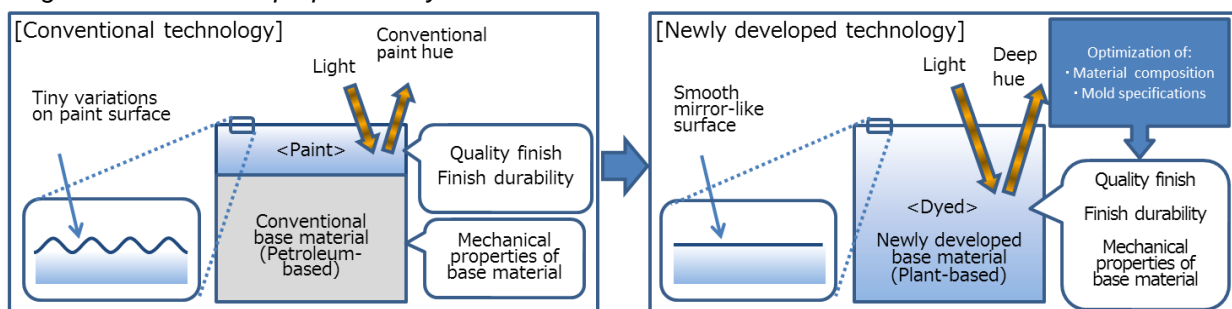 [Conventional technology]
Conventional
paint hue
Light
Tiny variations
on paint surface
<Paint>
Quality finish
Finish durability
Conventional
base material
(Petroleum-
based)
Mechanical
properties of
base material
[Newly developed technology]
Light
Deep
hue
Optimization of:
・Material composition
・Mold specifications
Smooth
mirror-like
surface
<Dyed>
Newly developed
base material
(Plant-based)
Quality finish
Finish durability
Mechanical
properties of
base material